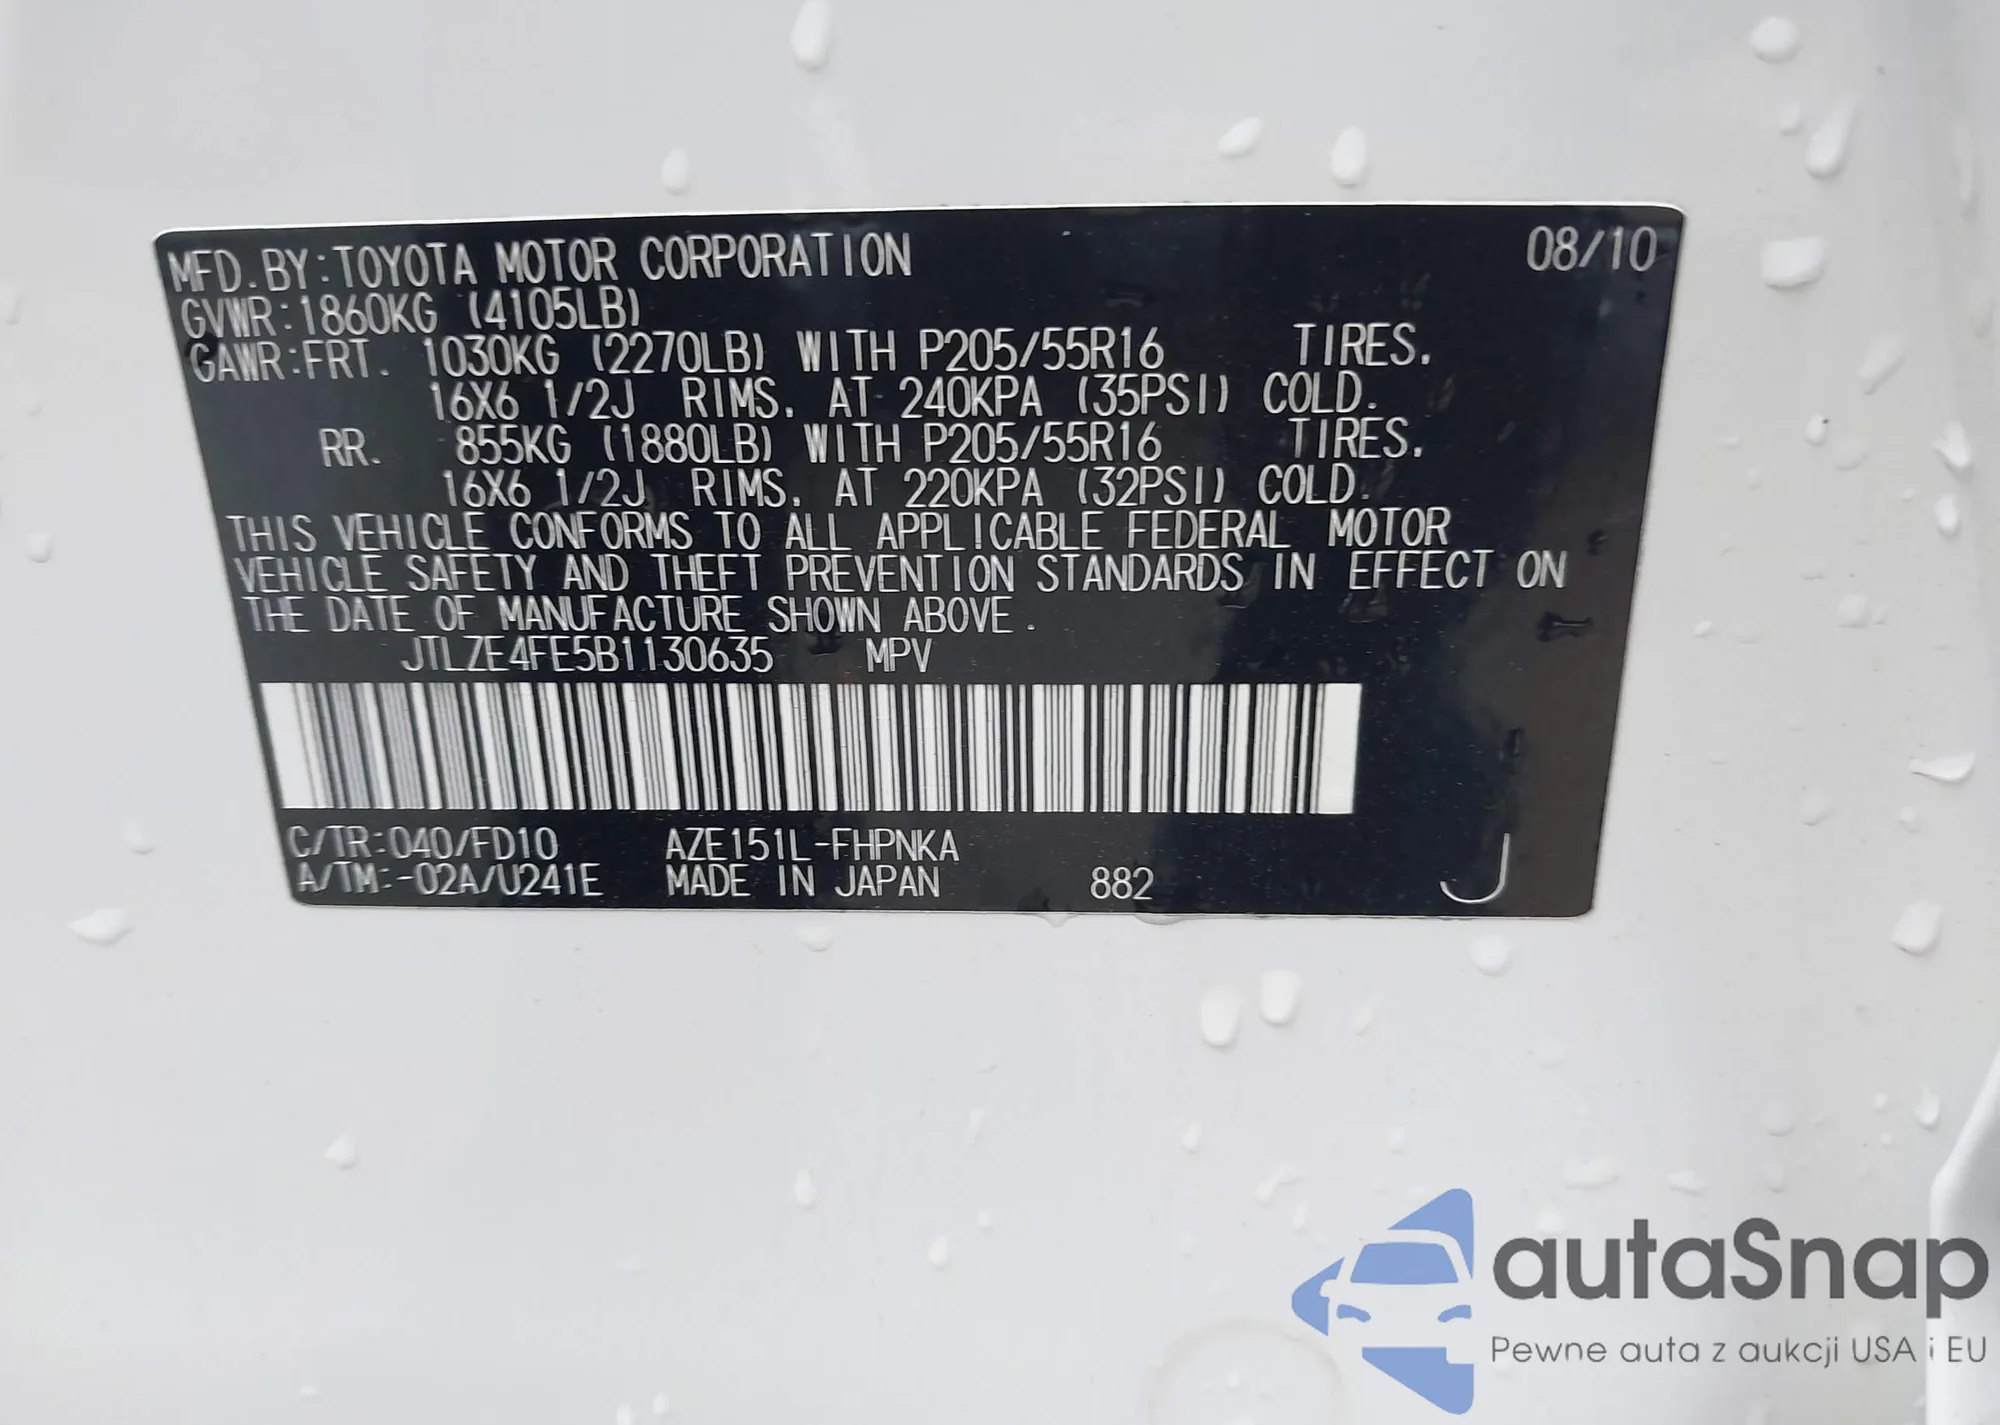 MFD.BY:TOYOTA MOTOR CORPORATION 08/10
GVWR:1860KG (4105LB)
GAWR:FRT. 1030KG (2270LB) WITH P205/55R16 TIRES.
16X6 1/2J RIMS. AT 240KPA (35PSI) COLD.
RR. 855KG (1880LB) WITH P205/55R16 TIRES.
16X6 1/2J RIMS. AT 220KPA (32PSI) COLD.
THIS VEHICLE CONFORMS TO ALL APPLICABLE FEDERAL MOTOR
VEHICLE SAFETY AND THEFT PREVENTION STANDARDS IN EFFECT ON
THE DATE OF MANUFACTURE SHOWN ABOVE.
JTLZE4FE5B1130635 MPV
C/TR:040/FD10 AZE151L-FHPNKA
A/TM:-02A/U241E MADE IN JAPAN 882 J
autaSnap
Pewne auta z aukcji USA i EU